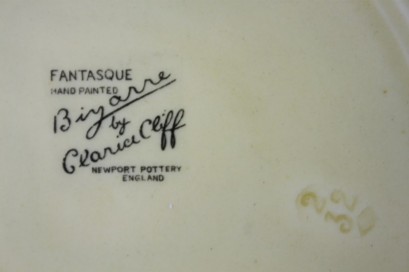 FANTASQUE
HAND PAINTED
Bizarre
by
Clarice Cliff
NEWPORT POTTERY
ENGLAND